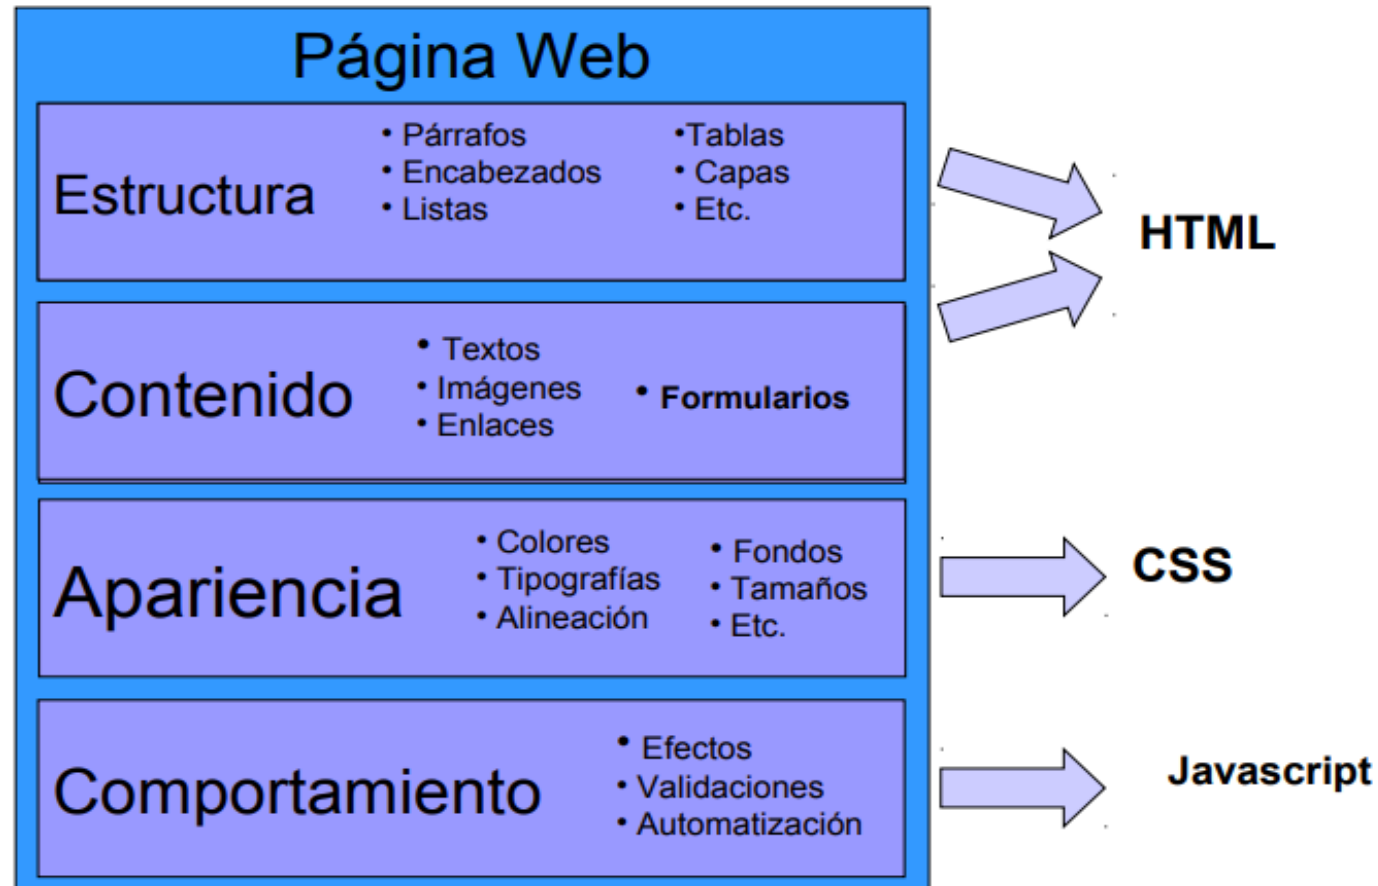 Página Web
Estructura
• Párrafos
• Encabezados
• Listas
•Tablas
• Capas
• Etc.
HTML
Contenido
• Textos
• Imágenes
• Enlaces
• Formularios
Apariencia
• Colores
• Tipografías
• Alineación
• Fondos
• Tamaños
• Etc.
CSS
Comportamiento
• Efectos
• Validaciones
• Automatización
Javascript